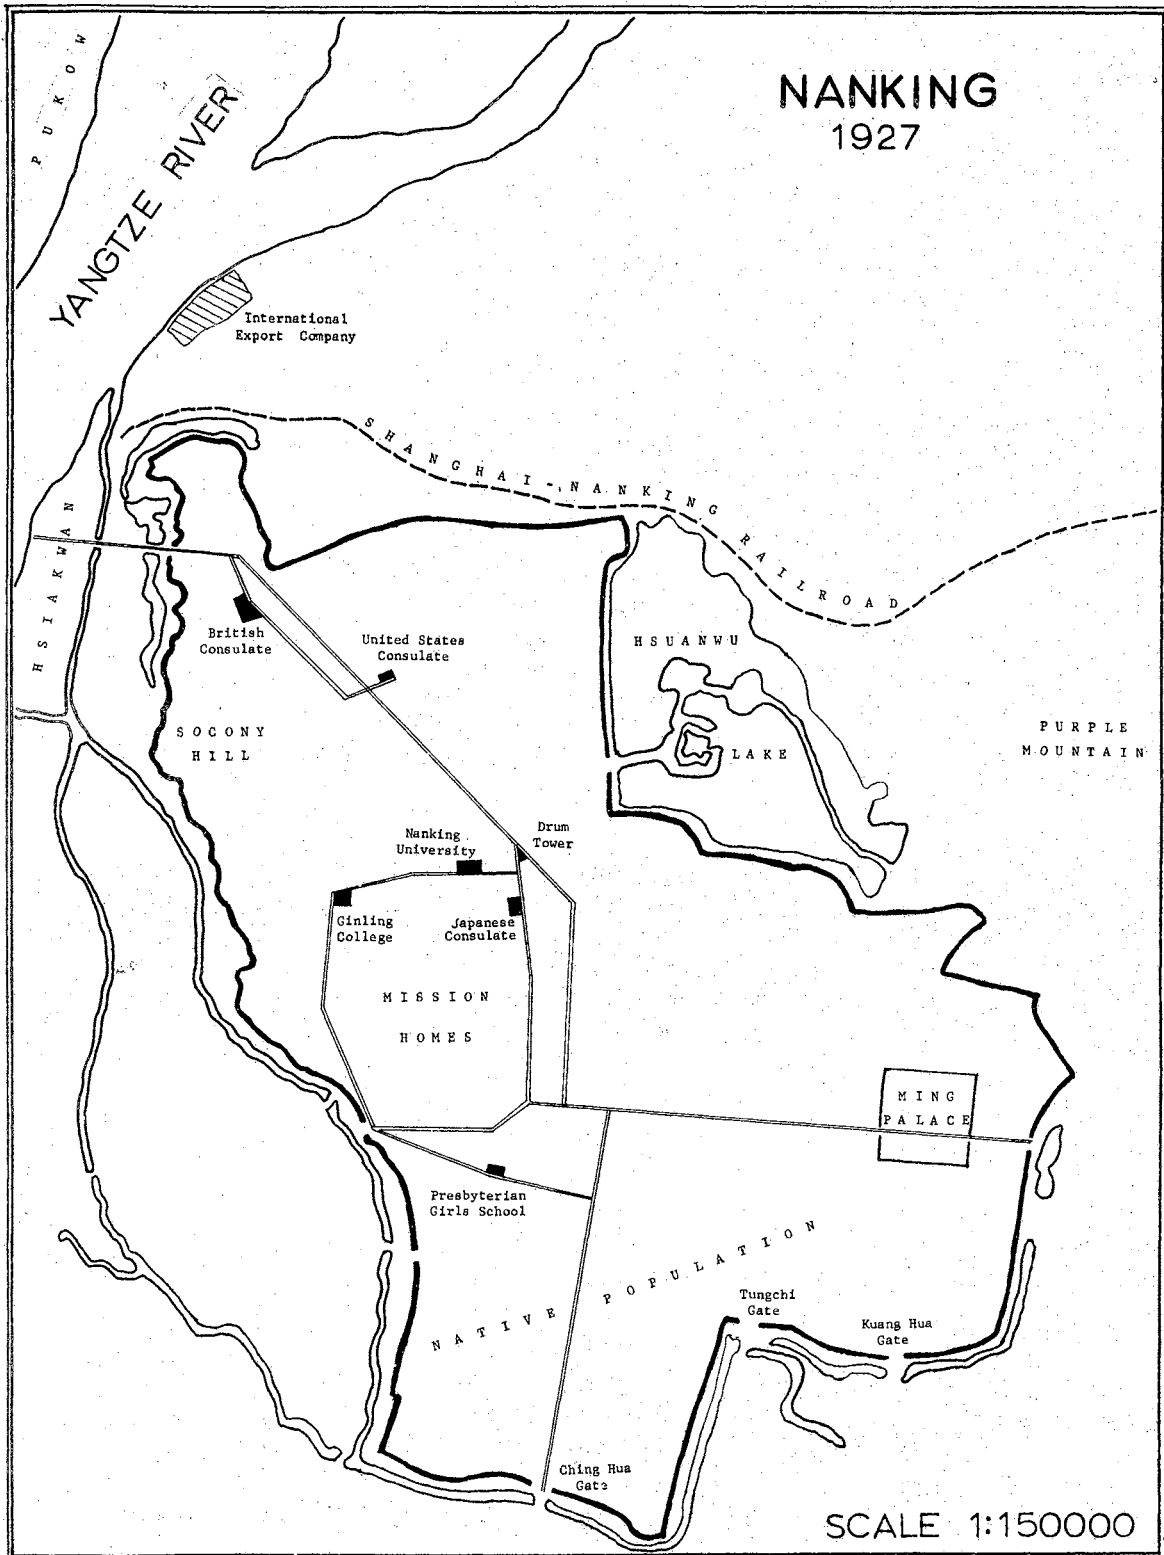 NANKING
1927
PUKOW
YANGTZE RIVER
International
Export Company
SHANGHAI-NANKING RAILROAD
HSIAKWAN
British
Consulate
United States
Consulate
HSUANWU
LAKE
PURPLE
MOUNTAIN
SOCONY
HILL
Nanking
University
Drum
Tower
Ginling
College
Japanese
Consulate
MISSION
HOMES
MING
PALACE
Presbyterian
Girls School
NATIVE POPULATION
Tungchi
Gate
Kuang Hua
Gate
Ching Hua
Gate
SCALE 1:150000